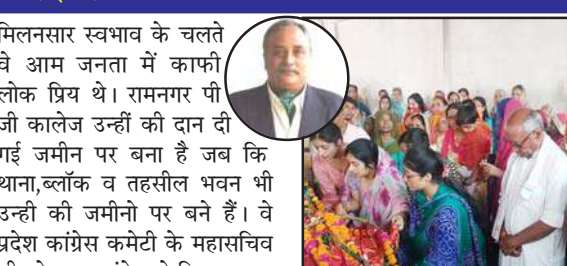 मिलनसार स्वभाव के चलते
वे आम जनता में काफी
लोक प्रिय थे। रामनगर पी
जी कालेज उन्हीं की दान दी
गई जमीन पर बना है जब कि
थाना,ब्लॉक व तहसील भवन भी
उन्ही की जमीनो पर बने हैं। वे
प्रदेश कांग्रेस कमेटी के महासचिव